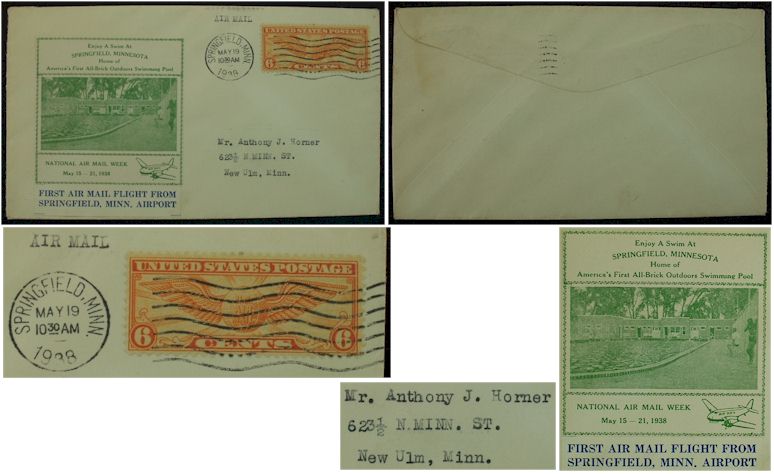 AIR MAIL
SPRINGFIELD, MINN.
MAY 19
10 30 AM
1938
UNITED STATES POSTAGE
6 CENTS 6
Enjoy A Swim At
SPRINGFIELD, MINNESOTA
Home of
America's First All-Brick Outdoors Swimming Pool
NATIONAL AIR MAIL WEEK
May 15 — 21, 1938
FIRST AIR MAIL FLIGHT FROM
SPRINGFIELD, MINN, AIRPORT
Mr. Anthony J. Horner
623½ N.MINN. ST.
New Ulm, Minn.
AIR MAIL
SPRINGFIELD, MINN.
MAY 19
10 30 AM
1938
UNITED STATES POSTAGE
6 CENTS 6
Mr. Anthony J. Horner
623½ N.MINN. ST.
New Ulm, Minn.
Enjoy A Swim At
SPRINGFIELD, MINNESOTA
Home of
America's First All-Brick Outdoors Swimming Pool
NATIONAL AIR MAIL WEEK
May 15 — 21, 1938
FIRST AIR MAIL FLIGHT FROM
SPRINGFIELD, MINN, AIRPORT